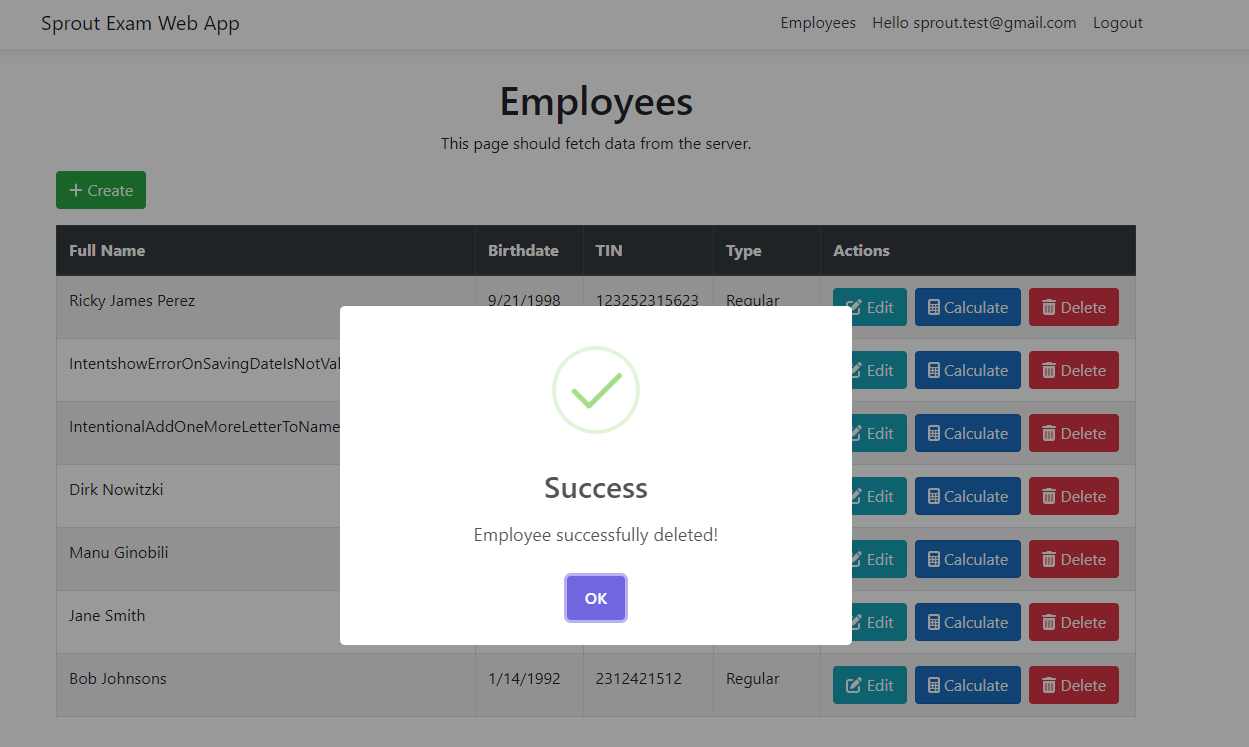 Sprout Exam Web App Employees Hello sprout.test@gmail.com Logout
Employees
This page should fetch data from the server.
+ Create
Full Name Birthdate TIN Type Actions
Ricky James Perez 9/21/1998 123252315623 Regular Edit Calculate Delete
IntentshowErrorOnSavingDateIsNotVal Edit Calculate Delete
IntentionalAddOneMoreLetterToName Edit Calculate Delete
Dirk Nowitzki Edit Calculate Delete
Manu Ginobili Edit Calculate Delete
Jane Smith Edit Calculate Delete
Bob Johnsons 1/14/1992 2312421512 Regular Edit Calculate Delete
Success
Employee successfully deleted!
OK